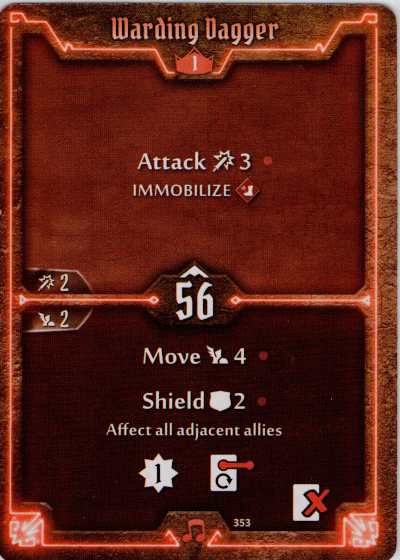 Warding Dagger
1
Attack 3
IMMOBILIZE
2
56
2
Move 4
Shield 2
Affect all adjacent allies
1
353